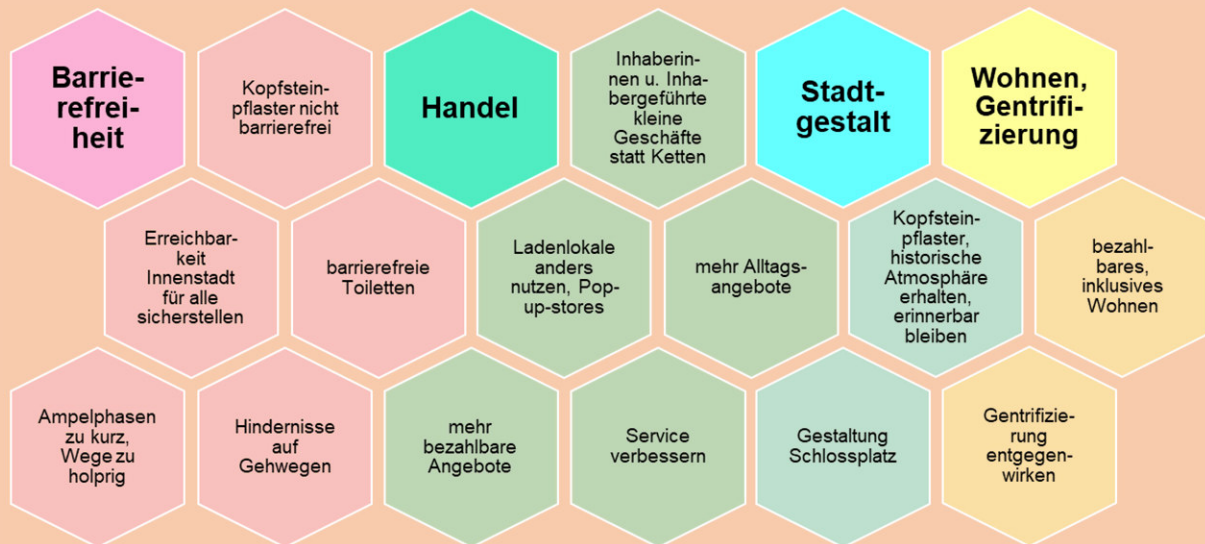 Barrie-
refrei-
heit
Kopfstein-
pflaster nicht
barrierefrei
Handel
Inhaberin-
nen u. Inha-
bergeführte
kleine
Geschäfte
statt Ketten
Stadt-
gestalt
Wohnen,
Gentrifi-
zierung
Erreichbar-
keit
Innenstadt
für alle
sicherstellen
barrierefreie
Toiletten
Ladenlokale
anders
nutzen, Pop-
up-stores
mehr Alltags-
angebote
Kopfstein-
pflaster,
historische
Atmosphäre
erhalten,
erinnerbar
bleiben
bezahl-
bares,
inklusives
Wohnen
Ampelphasen
zu kurz,
Wege zu
holprig
Hindernisse
auf
Gehwegen
mehr
bezahlbare
Angebote
Service
verbessern
Gestaltung
Schlossplatz
Gentrifizie-
rung
entgegen-
wirken